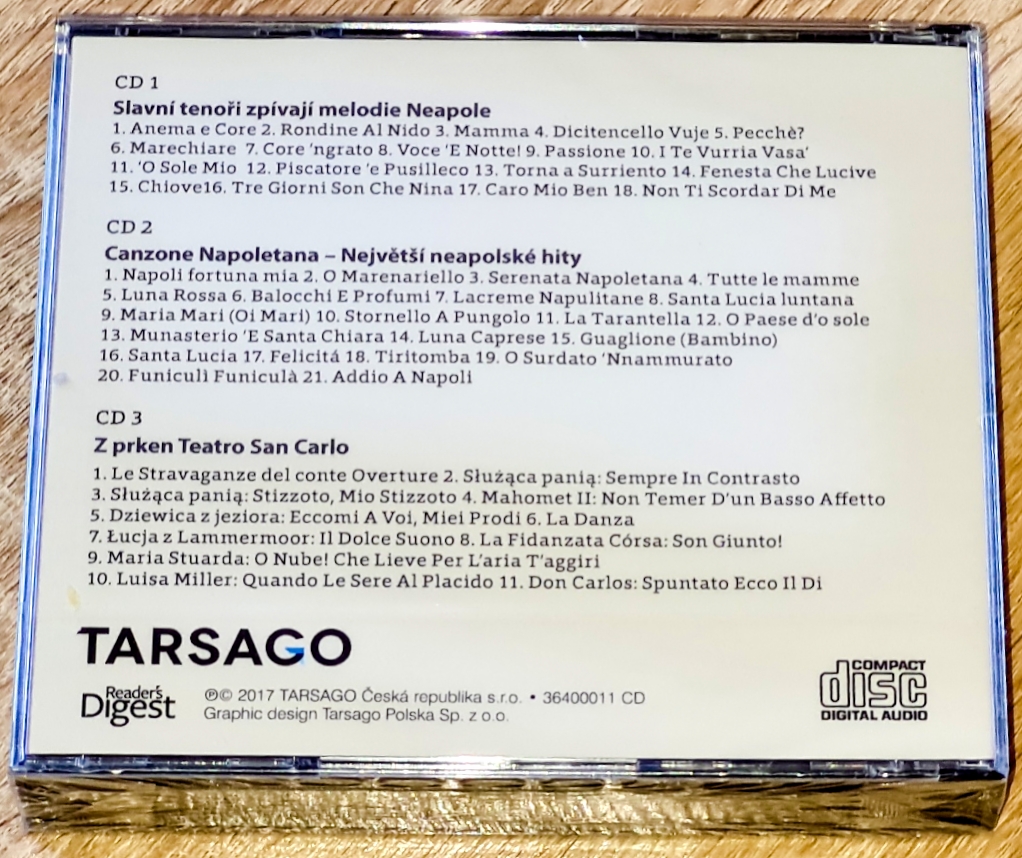 CD 1
Slavní tenoři zpívají melodie Neapole
1. Anema e Core 2. Rondine Al Nido 3. Mamma 4. Dicitencello Vuje 5. Pecchè?
6. Marechiare 7. Core 'ngrato 8. Voce 'E Notte! 9. Passione 10. I Te Vurria Vasa'
11. 'O Sole Mio 12. Piscatore 'e Pusilleco 13. Torna a Surriento 14. Fenesta Che Lucive
15. Chiove16. Tre Giorni Son Che Nina 17. Caro Mio Ben 18. Non Ti Scordar Di Me
CD 2
Canzone Napoletana – Největší neapolské hity
1. Napoli fortuna mia 2. O Marenariello 3. Serenata Napoletana 4. Tutte le mamme
5. Luna Rossa 6. Balocchi E Profumi 7. Lacreme Napulitane 8. Santa Lucia luntana
9. Maria Mari (Oi Mari) 10. Stornello A Pungolo 11. La Tarantella 12. O Paese d'o sole
13. Munasterio 'E Santa Chiara 14. Luna Caprese 15. Guaglione (Bambino)
16. Santa Lucia 17. Felicitá 18. Tiritomba 19. O Surdato 'Nnammurato
20. Funiculì Funiculà 21. Addio A Napoli
CD 3
Z prken Teatro San Carlo
1. Le Stravaganze del conte Overture 2. Służąca panią: Sempre In Contrasto
3. Służąca panią: Stizzoto, Mio Stizzoto 4. Mahomet II: Non Temer D'un Basso Affetto
5. Dziewica z jeziora: Eccomi A Voi, Miei Prodi 6. La Danza
7. Łucja z Lammermoor: Il Dolce Suono 8. La Fidanzata Córsa: Son Giunto!
9. Maria Stuarda: O Nube! Che Lieve Per L'aria T'aggiri
10. Luisa Miller: Quando Le Sere Al Placido 11. Don Carlos: Spuntato Ecco Il Di
TARSAGO
Reader's
Digest
℗© 2017 TARSAGO Česká republika s.r.o. • 36400011 CD
Graphic design Tarsago Polska Sp. z o.o.
COMPACT
disc
DIGITAL AUDIO